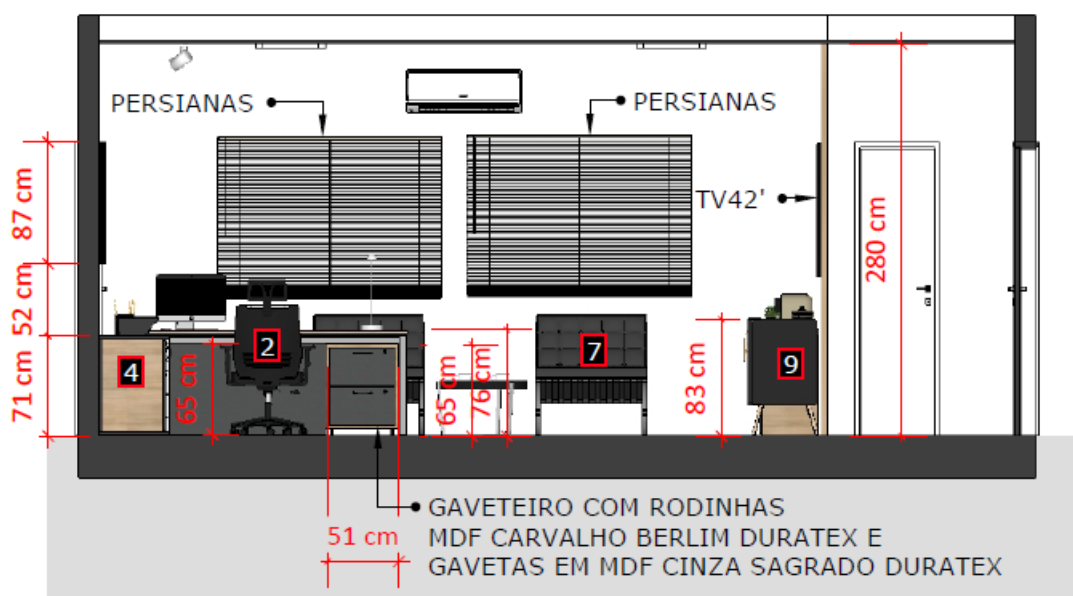 PERSIANAS
PERSIANAS
TV42'
280 cm
87 cm
52 cm
71 cm
4
2
65 cm
65 cm
76 cm
7
83 cm
9
51 cm
GAVETEIRO COM RODINHAS
MDF CARVALHO BERLIM DURATEX E
GAVETAS EM MDF CINZA SAGRADO DURATEX